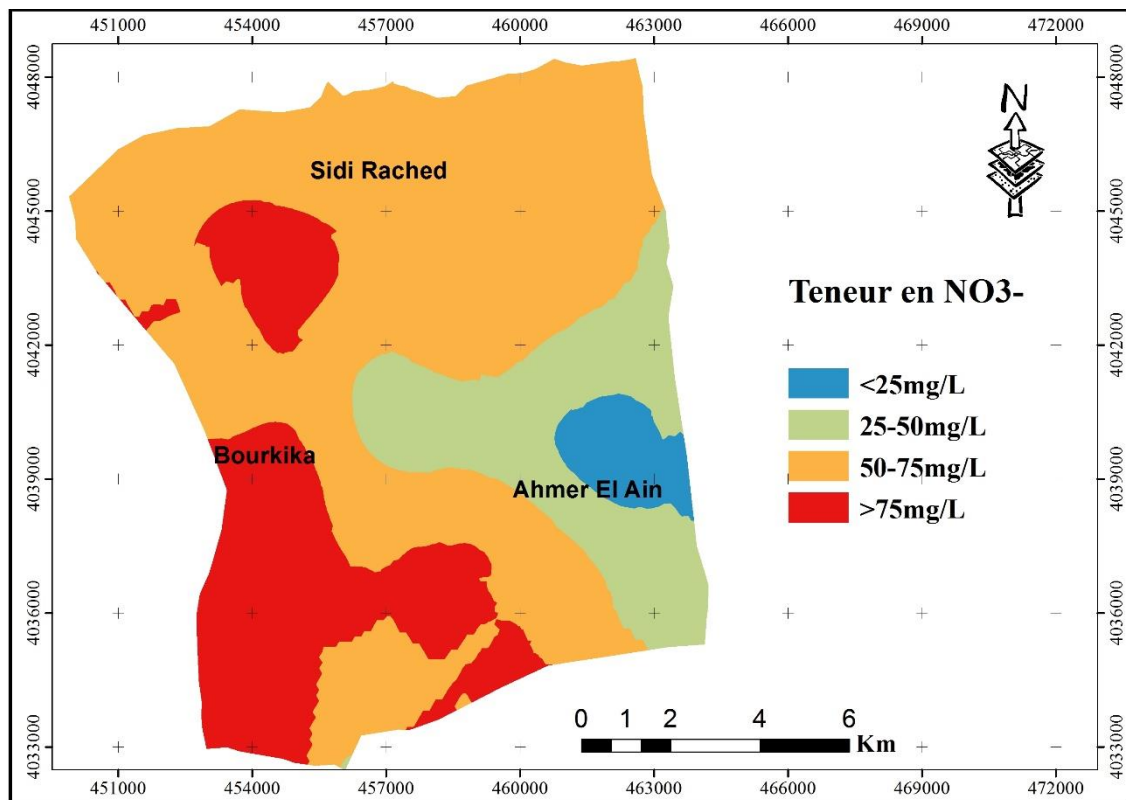 451000 454000 457000 460000 463000 466000 469000 472000
4048000 4048000
N
Sidi Rached
4045000 4045000
Teneur en NO3-
4042000 4042000
<25mg/L
25-50mg/L
Bourkika
50-75mg/L
4039000 Ahmer El Ain 4039000
>75mg/L
4036000 4036000
0 1 2 4 6
Km
4033000 4033000
451000 454000 457000 460000 463000 466000 469000 472000